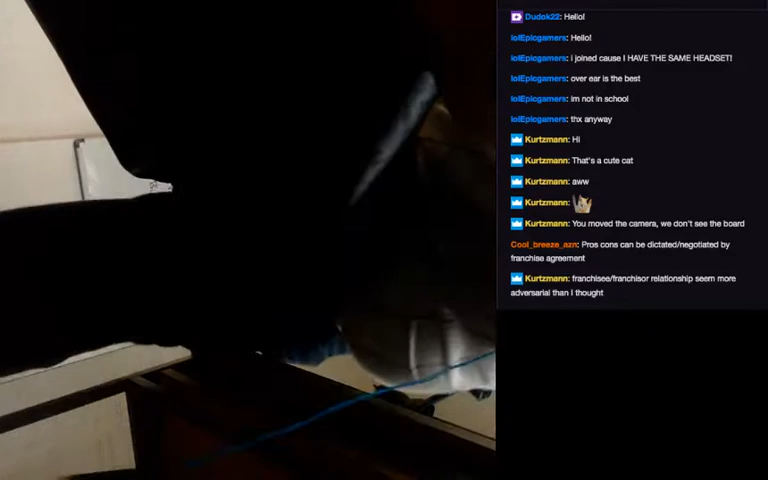 Dudok22: Hello!
lolEpicgamers: Hello!
lolEpicgamers: i joined cause I HAVE THE SAME HEADSET!
lolEpicgamers: over ear is the best
lolEpicgamers: im not in school
lolEpicgamers: thx anyway
Kurtzmann: Hi
Kurtzmann: That's a cute cat
Kurtzmann: aww
Kurtzmann:
Kurtzmann: You moved the camera, we don't see the board
Cool_breeze_azn: Pros cons can be dictated/negotiated by
franchise agreement
Kurtzmann: franchisee/franchisor relationship seem more
adversarial than I thought